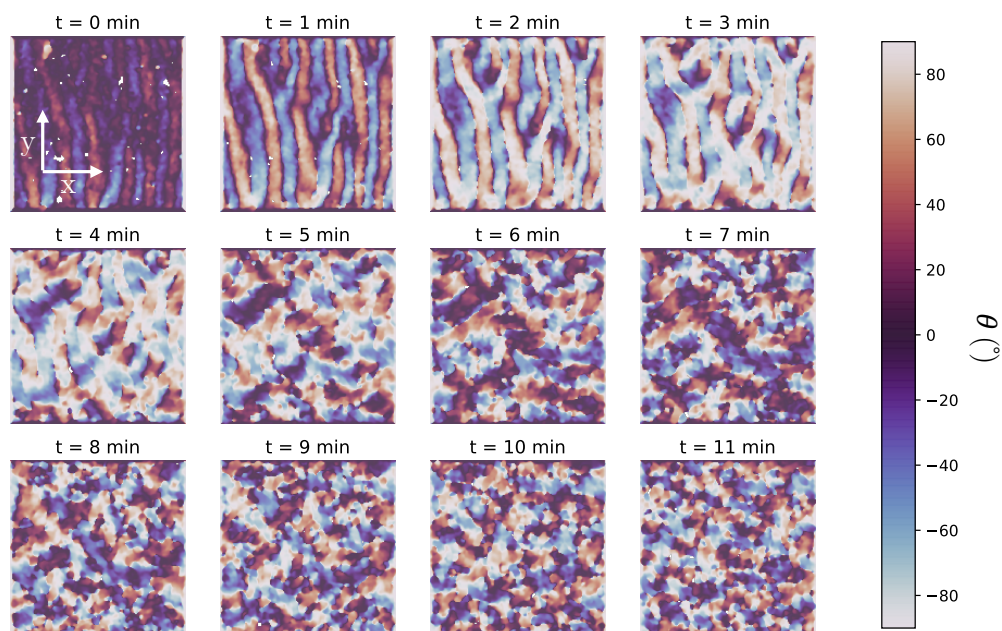 t = 0 min
t = 1 min
t = 2 min
t = 3 min
y
x
t = 4 min
t = 5 min
t = 6 min
t = 7 min
t = 8 min
t = 9 min
t = 10 min
t = 11 min
80
60
40
20
0
−20
−40
−60
−80
θ (°)